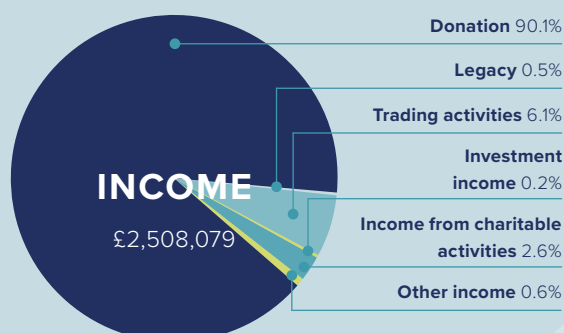 Donation 90.1%
Legacy 0.5%
Trading activities 6.1%
Investment
income 0.2%
Income from charitable
activities 2.6%
Other income 0.6%
INCOME
£2,508,079